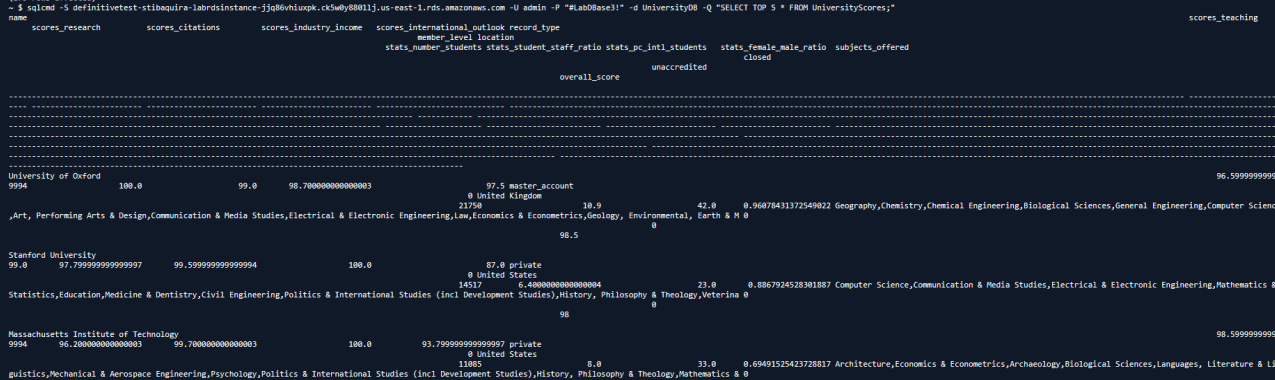 ~ $ sqlcmd -S definitivetest-stibaquira-labrdsinstance-jjq86vhiuxpk.ck5w0y8801lj.us-east-1.rds.amazonaws.com -U admin -P "#LabDBase3!" -d UniversityDB -Q "SELECT TOP 5 * FROM UniversityScores;"
name scores_teaching
scores_research scores_citations scores_industry_income scores_international_outlook record_type
member_level location
stats_number_students stats_student_staff_ratio stats_pc_intl_students stats_female_male_ratio subjects_offered
closed
unaccredited
overall_score
University of Oxford 96.5999999999
9994 100.0 99.0 98.700000000000003 97.5 master_account
0 United Kingdom
21750 10.9 42.0 0.96078431372549022 Geography,Chemistry,Chemical Engineering,Biological Sciences,General Engineering,Computer Scienc
,Art, Performing Arts & Design,Communication & Media Studies,Electrical & Electronic Engineering,Law,Economics & Econometrics,Geology, Environmental, Earth & M 0
0
98.5
Stanford University
99.0 97.799999999999997 99.599999999999994 100.0 87.0 private
0 United States
14517 6.4000000000000004 23.0 0.8867924528301887 Computer Science,Communication & Media Studies,Electrical & Electronic Engineering,Mathematics &
Statistics,Education,Medicine & Dentistry,Civil Engineering,Politics & International Studies (incl Development Studies),History, Philosophy & Theology,Veterina 0
0
98
Massachusetts Institute of Technology 98.5999999999
9994 96.200000000000003 99.700000000000003 100.0 93.799999999999997 private
0 United States
11085 8.0 33.0 0.69491525423728817 Architecture,Economics & Econometrics,Archaeology,Biological Sciences,Languages, Literature & Li
guistics,Mechanical & Aerospace Engineering,Psychology,Politics & International Studies (incl Development Studies),History, Philosophy & Theology,Mathematics & 0